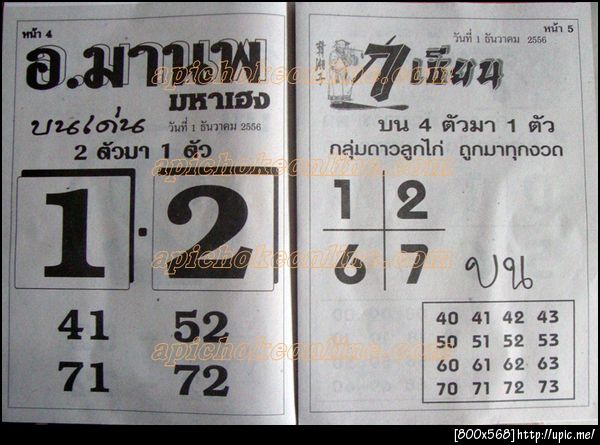 หน้า 4
อ.มานพ
มหาเฮง
บนเด่น
วันที่ 1 ธันวาคม 2556
2 ตัวมา 1 ตัว
1 . 2
41 52
71 72
หน้า 5
วันที่ 1 ธันวาคม 2556
7 เซียน
บน 4 ตัวมา 1 ตัว
กลุ่มดาวลูกไก่ ถูกมาทุกงวด
1 2
6 7
บน
40 41 42 43
50 51 52 53
60 61 62 63
70 71 72 73
apichokeonline.com
apichokeonline.com
apichokeonline.com
apichokeonline.com
[800x568]http://upic.me/